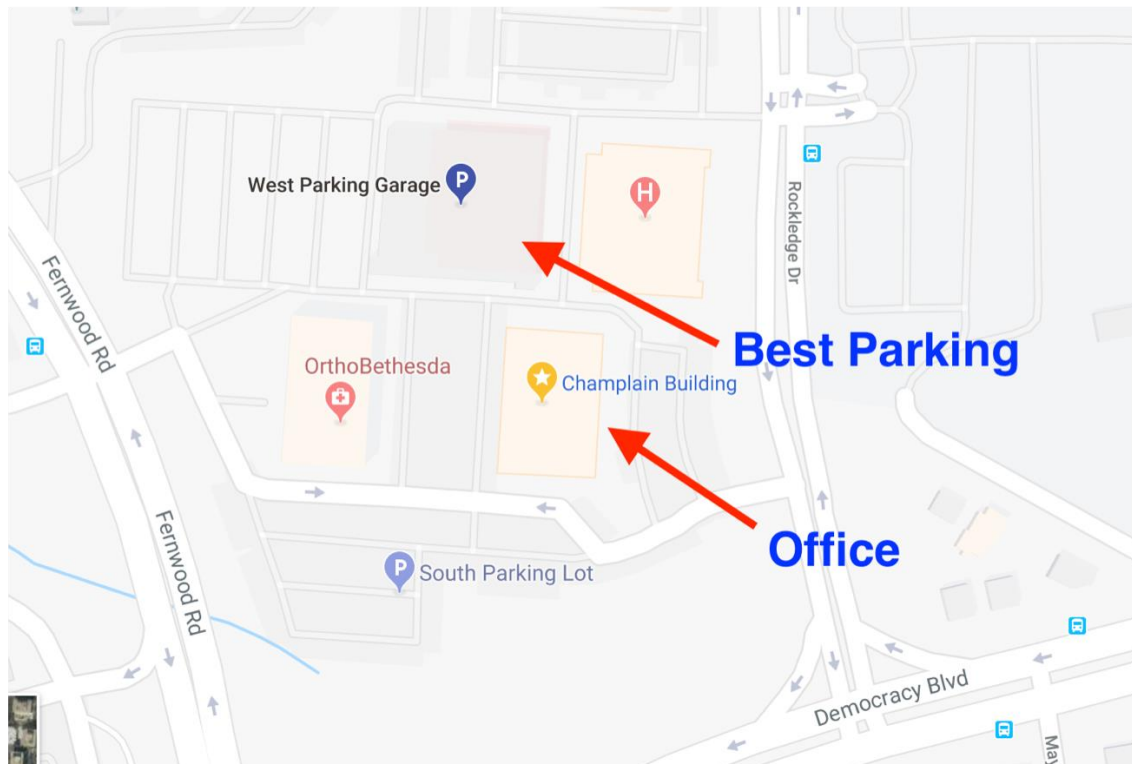 West Parking Garage
P
H
Rockledge Dr
Fernwood Rd
Best Parking
OrthoBethesda
Champlain Building
Fernwood Rd
Office
P
South Parking Lot
Democracy Blvd
May